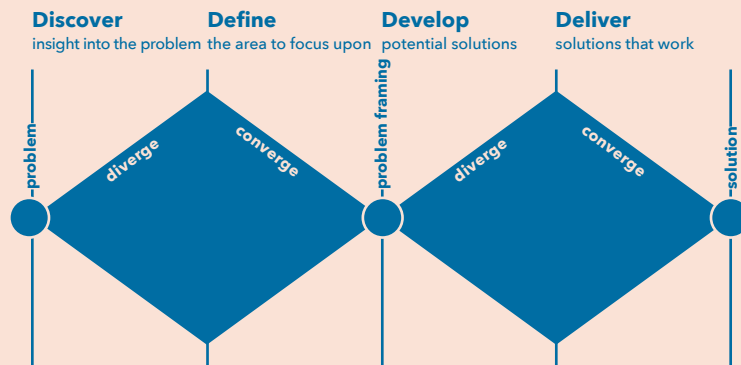 Discover
insight into the problem
Define
the area to focus upon
Develop
potential solutions
Deliver
solutions that work
problem
diverge
converge
problem framing
diverge
converge
solution